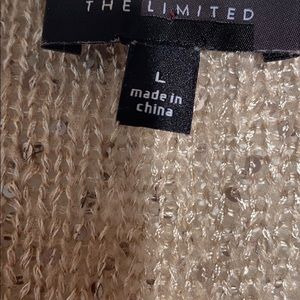 THE LIMITED
L
made in
china